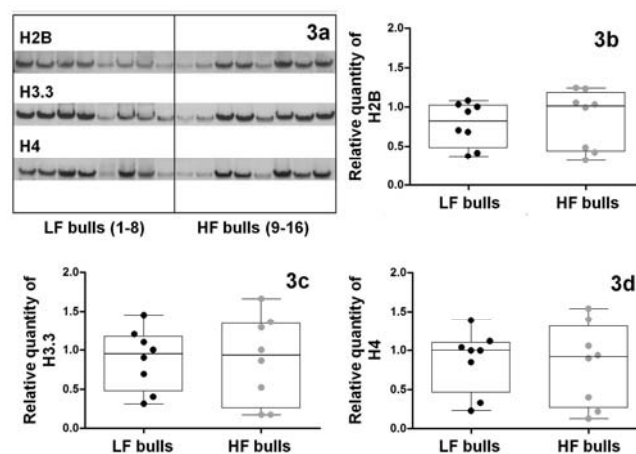 3a
H2B
H3.3
H4
LF bulls (1-8) HF bulls (9-16)
3b
Relative quantity of
H2B
2.0
1.5
1.0
0.5
0.0
LF bulls HF bulls
3c
Relative quantity of
H3.3
2.0
1.5
1.0
0.5
0.0
LF bulls HF bulls
3d
Relative quantity of
H4
2.0
1.5
1.0
0.5
0.0
LF bulls HF bulls